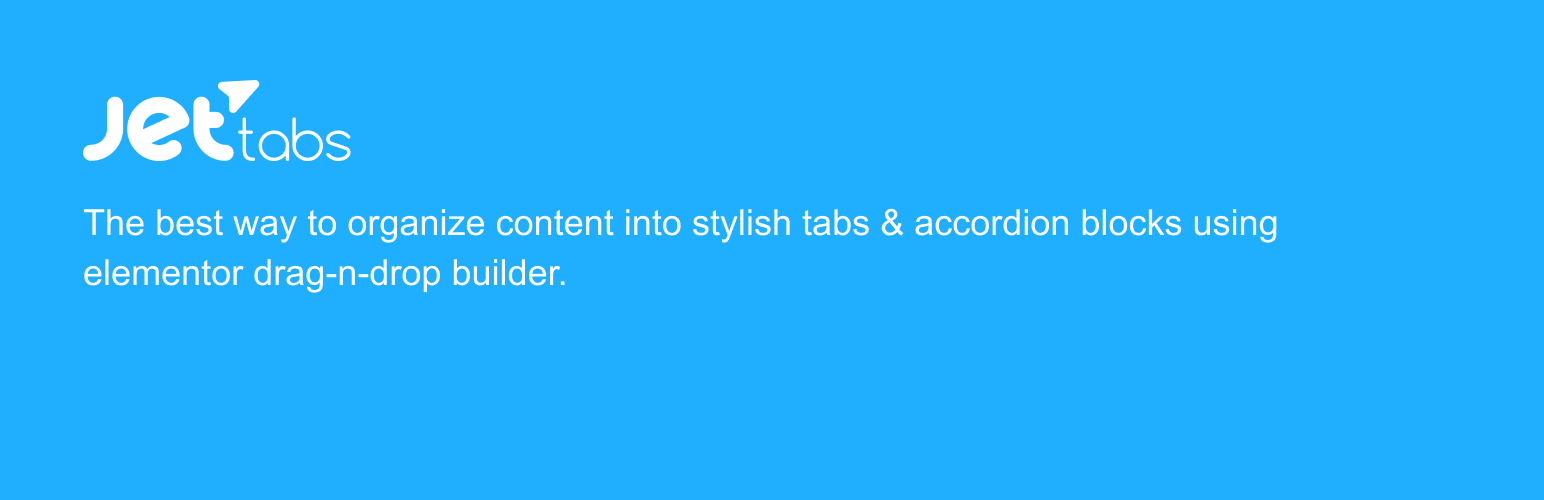 Jet tabs
The best way to organize content into stylish tabs & accordion blocks using
elementor drag-n-drop builder.